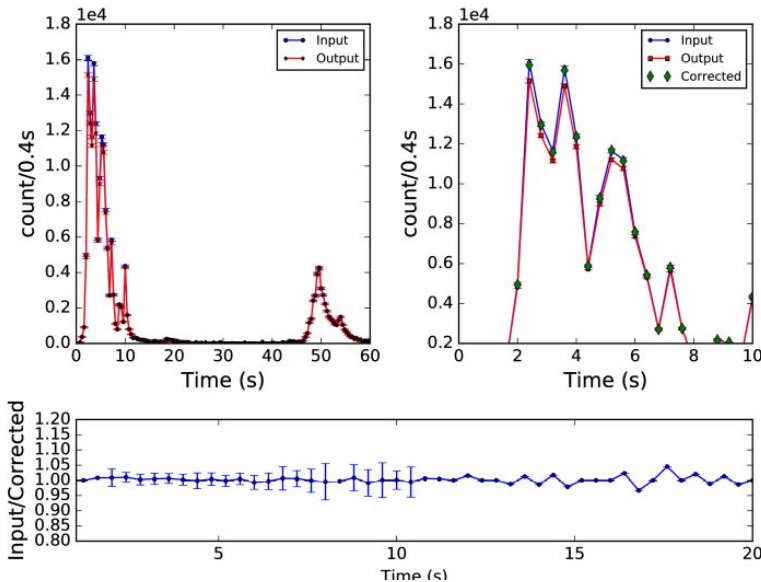 1e4
count/0.4s
1.8
1.6
1.4
1.2
1.0
0.8
0.6
0.4
0.2
0.0
Input
Output
0 10 20 30 40 50 60
Time (s)
1e4
count/0.4s
1.8
1.6
1.4
1.2
1.0
0.8
0.6
0.4
0.2
Input
Output
Corrected
0 2 4 6 8 10
Time (s)
Input/Corrected
1.20
1.15
1.10
1.05
1.00
0.95
0.90
0.85
0.80
5 10 15 20
Time (s)